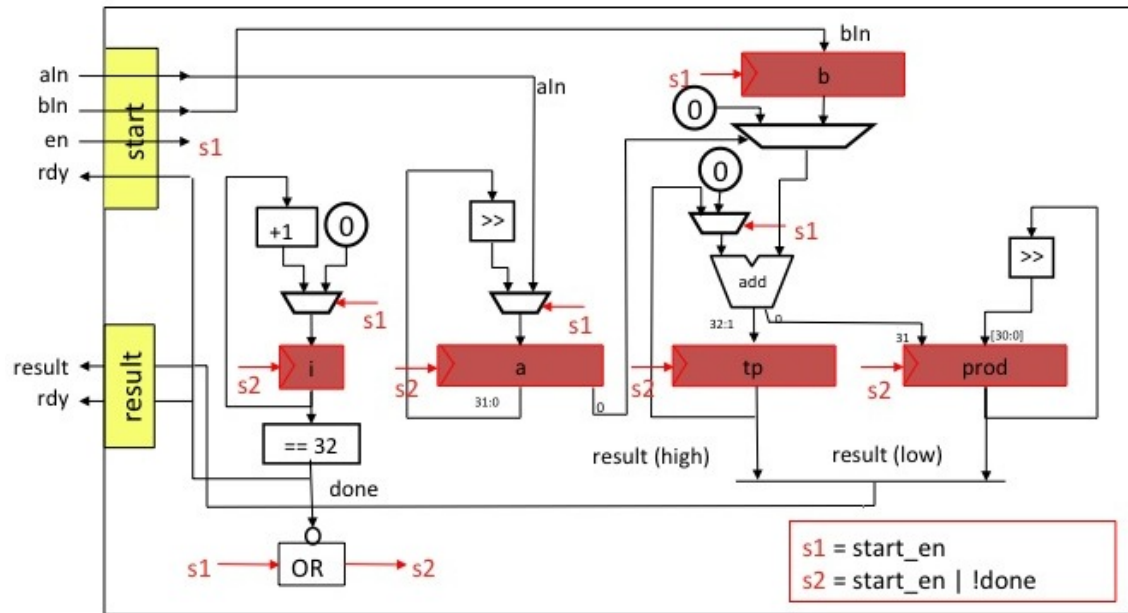 bIn
aIn
bIn
en
rdy
start
s1
aIn
s1
b
0
0
s1
+1
0
>>
add
>>
s1
s1
32:1
0
31
[30:0]
result
rdy
result
s2
i
s2
a
s2
tp
s2
prod
31:0
0
== 32
done
result (high)
result (low)
s1
OR
s2
s1 = start_en
s2 = start_en | !done